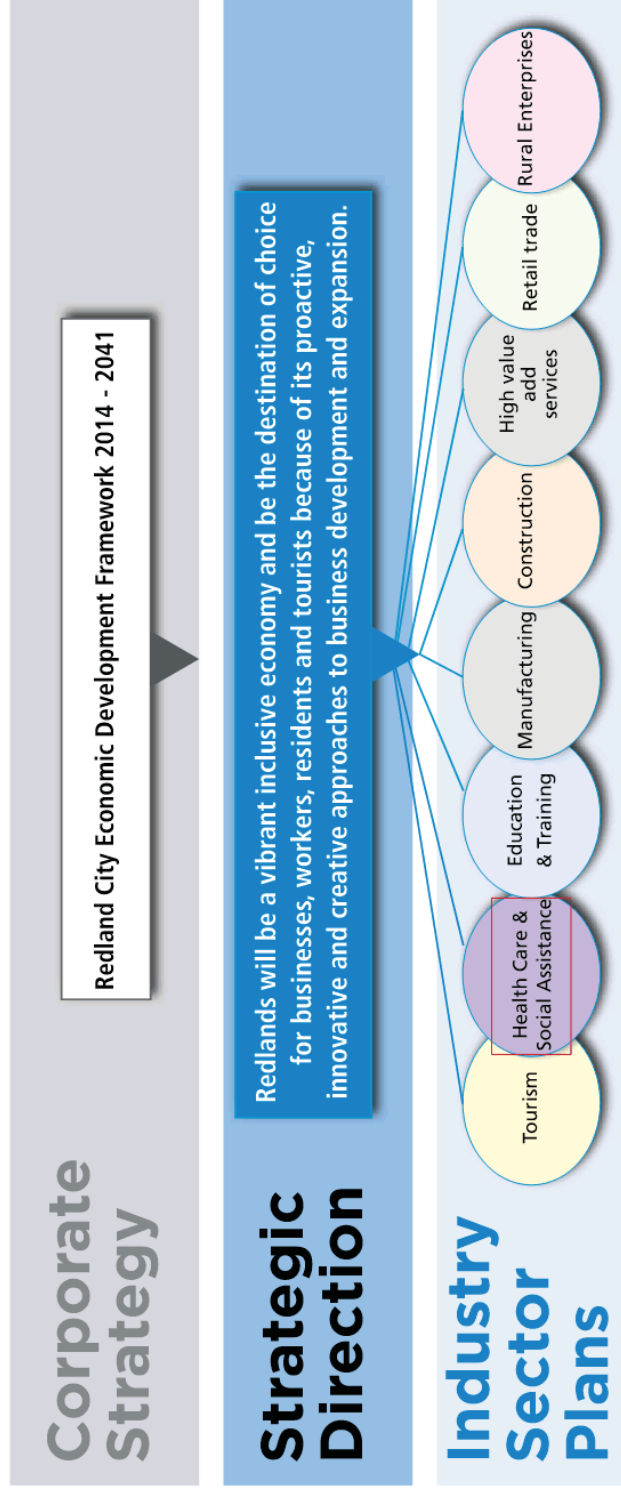 Corporate
Strategy
Redland City Economic Development Framework 2014 - 2041
Strategic
Direction
Redlands will be a vibrant inclusive economy and be the destination of choice
for businesses, workers, residents and tourists because of its proactive,
innovative and creative approaches to business development and expansion.
Industry
Sector
Plans
Tourism
Health Care &
Social Assistance
Education
& Training
Manufacturing
Construction
High value
add
services
Retail trade
Rural Enterprises